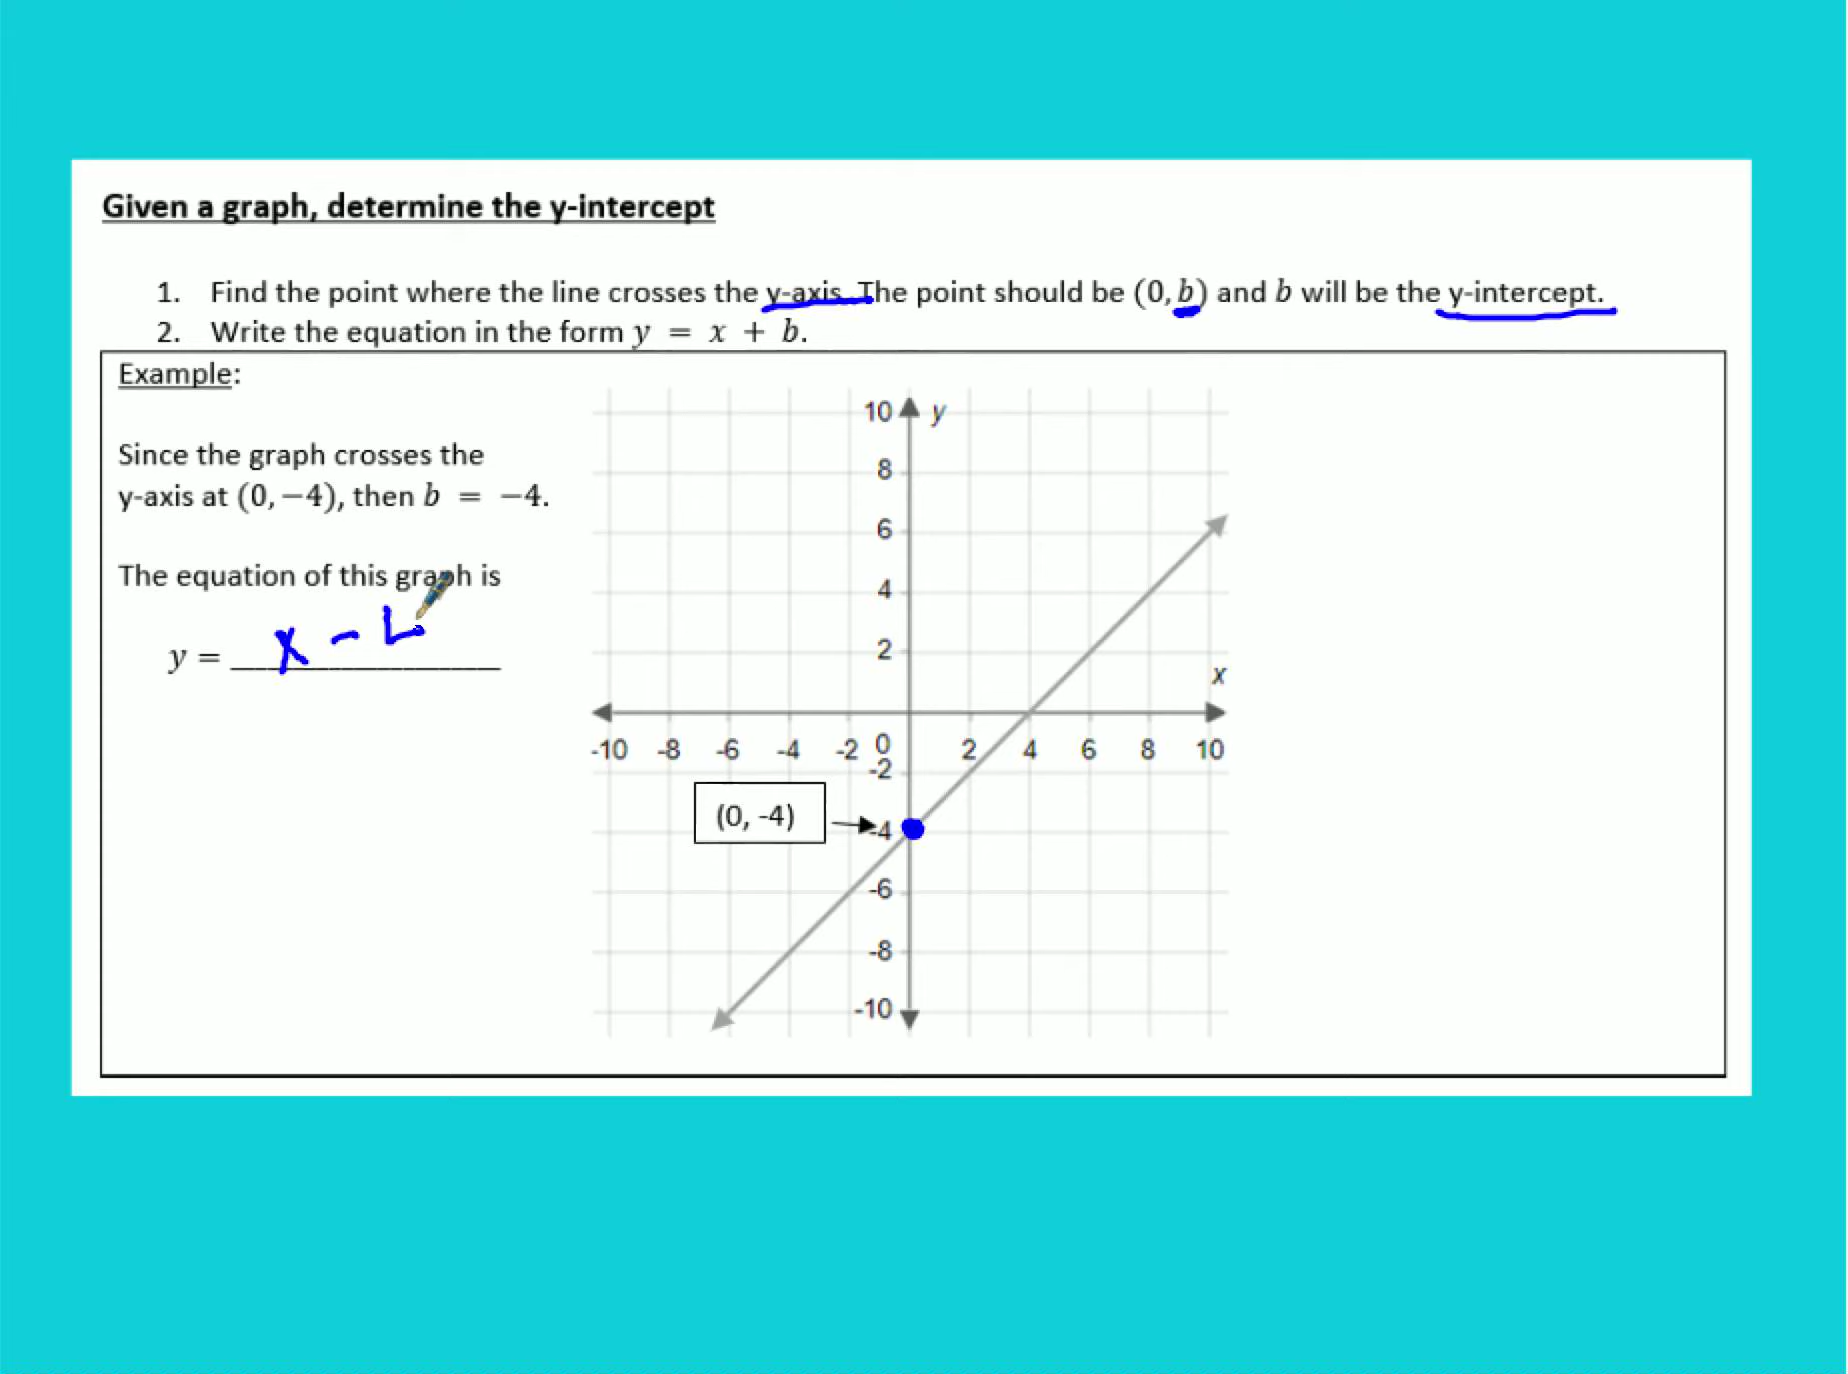 Given a graph, determine the y-intercept
1. Find the point where the line crosses the y-axis. The point should be (0, b) and b will be the y-intercept.
2. Write the equation in the form y = x + b.
Example:
Since the graph crosses the
y-axis at (0, −4), then b = −4.
The equation of this graph is
y = x -
10 y
8
6
4
2
x
-10 -8 -6 -4 -2 0 2 4 6 8 10
-2
(0, -4)
-4
-6
-8
-10